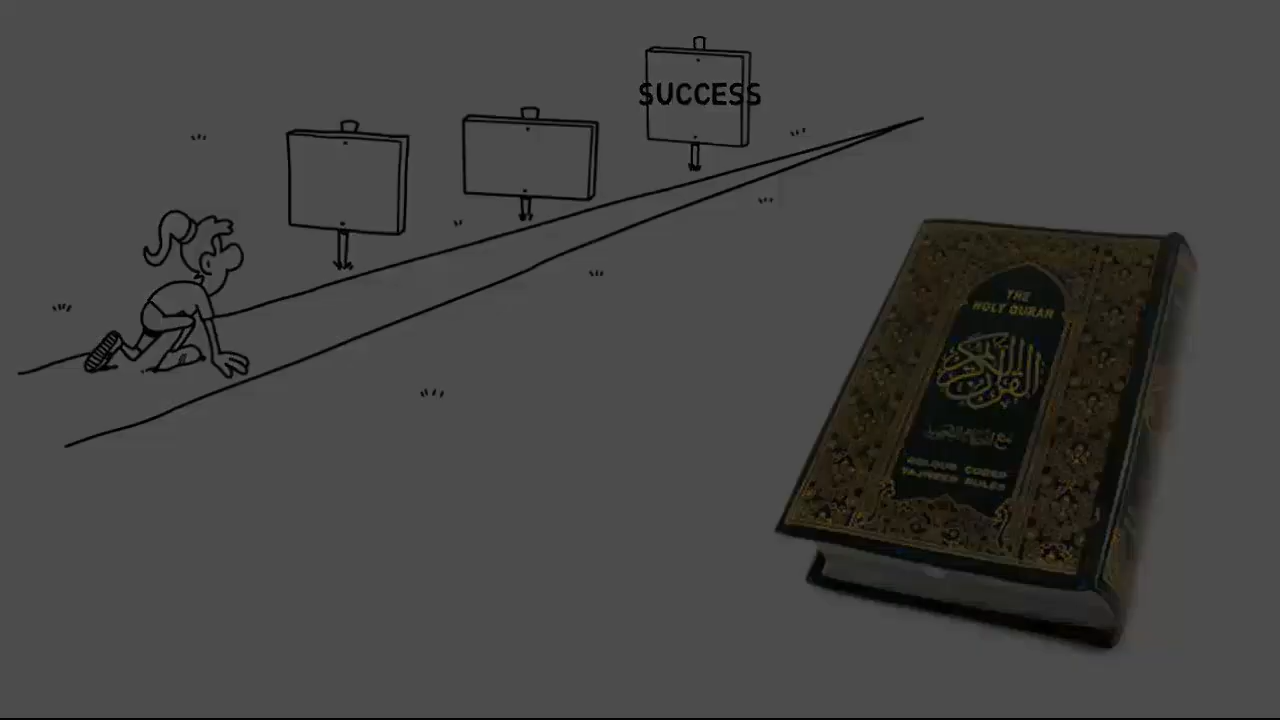 SUCCESS
THE
HOLY QURAN
القرآن الكريم
COLOUR CODED
TAJWEED RULES